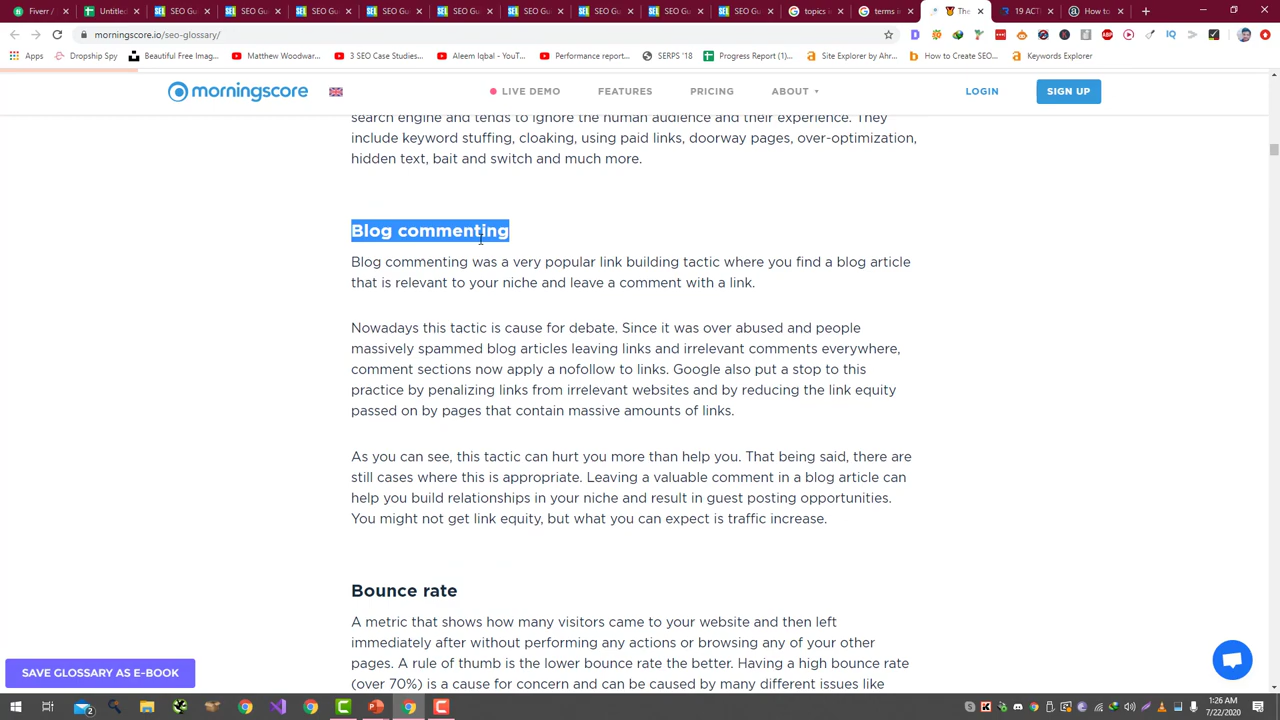 Fiverr /
Untitled
SEO Gu
SEO Gu
SEO Gu
SEO Gu
SEO Gu
SEO Gu
SEO Gu
SEO Gu
SEO Gu
topics i
terms in
The
19 ACT
How to
morningscore.io/seo-glossary/
Apps
Dropship Spy
Beautiful Free Imag...
Matthew Woodwar...
3 SEO Case Studies...
Aleem Iqbal - YouT...
Performance report...
SERPS '18
Progress Report (1)...
Site Explorer by Ahr...
How to Create SEO...
Keywords Explorer
morningscore
LIVE DEMO
FEATURES
PRICING
ABOUT
LOGIN
SIGN UP
search engine and tends to ignore the human audience and their experience. They
include keyword stuffing, cloaking, using paid links, doorway pages, over-optimization,
hidden text, bait and switch and much more.
Blog commenting
Blog commenting was a very popular link building tactic where you find a blog article
that is relevant to your niche and leave a comment with a link.
Nowadays this tactic is cause for debate. Since it was over abused and people
massively spammed blog articles leaving links and irrelevant comments everywhere,
comment sections now apply a nofollow to links. Google also put a stop to this
practice by penalizing links from irrelevant websites and by reducing the link equity
passed on by pages that contain massive amounts of links.
As you can see, this tactic can hurt you more than help you. That being said, there are
still cases where this is appropriate. Leaving a valuable comment in a blog article can
help you build relationships in your niche and result in guest posting opportunities.
You might not get link equity, but what you can expect is traffic increase.
Bounce rate
A metric that shows how many visitors came to your website and then left
immediately after without performing any actions or browsing any of your other
pages. A rule of thumb is the lower bounce rate the better. Having a high bounce rate
(over 70%) is a cause for concern and can be caused by many different issues like
SAVE GLOSSARY AS E-BOOK
1:26 AM
7/22/2020